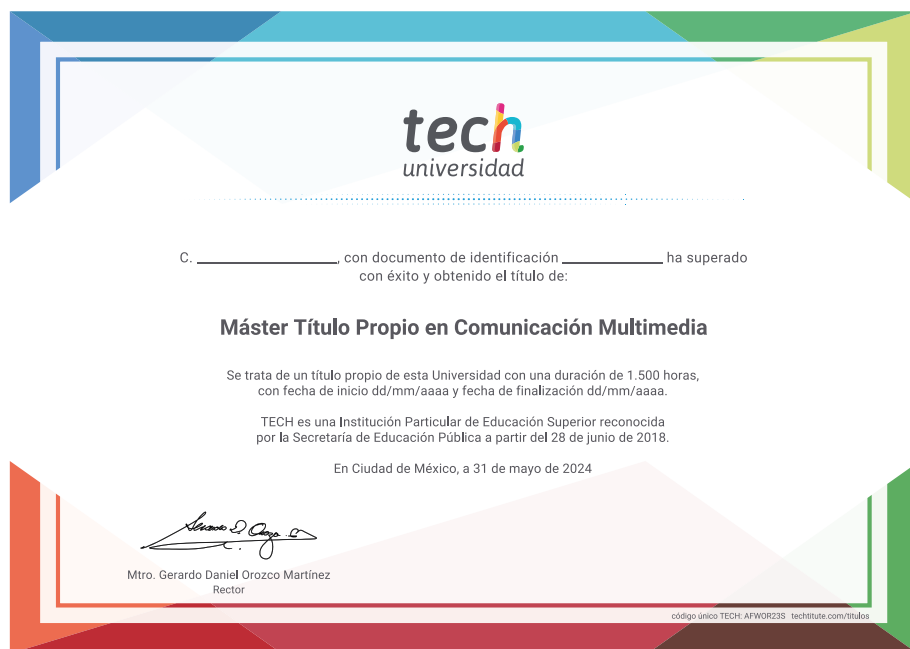 tech
universidad
C. ____________, con documento de identificación ____________ ha superado
con éxito y obtenido el título de:
Máster Título Propio en Comunicación Multimedia
Se trata de un título propio de esta Universidad con una duración de 1.500 horas,
con fecha de inicio dd/mm/aaaa y fecha de finalización dd/mm/aaaa.
TECH es una Institución Particular de Educación Superior reconocida
por la Secretaría de Educación Pública a partir del 28 de junio de 2018.
En Ciudad de México, a 31 de mayo de 2024
Mtro. Gerardo Daniel Orozco Martínez
Rector
código único TECH: AFWOR23S techtitute.com/titulos